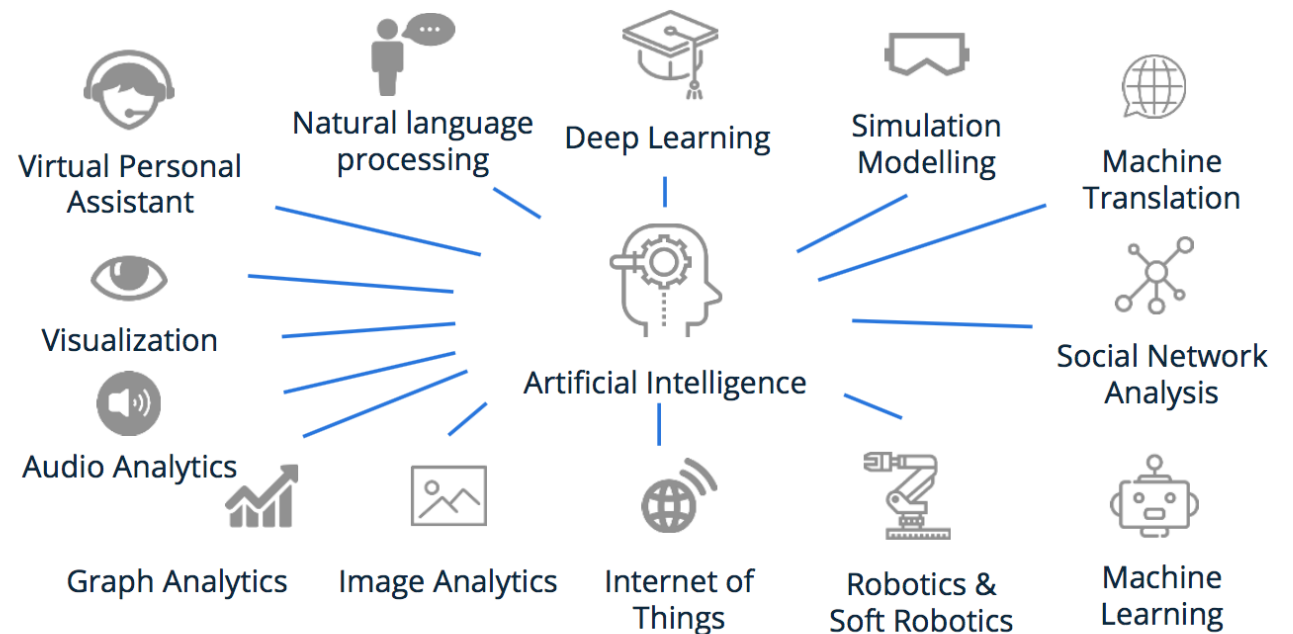 Natural language
processing
Deep Learning
Simulation
Modelling
Virtual Personal
Assistant
Machine
Translation
Visualization
Artificial Intelligence
Social Network
Analysis
Audio Analytics
Graph Analytics
Image Analytics
Internet of
Things
Robotics &
Soft Robotics
Machine
Learning